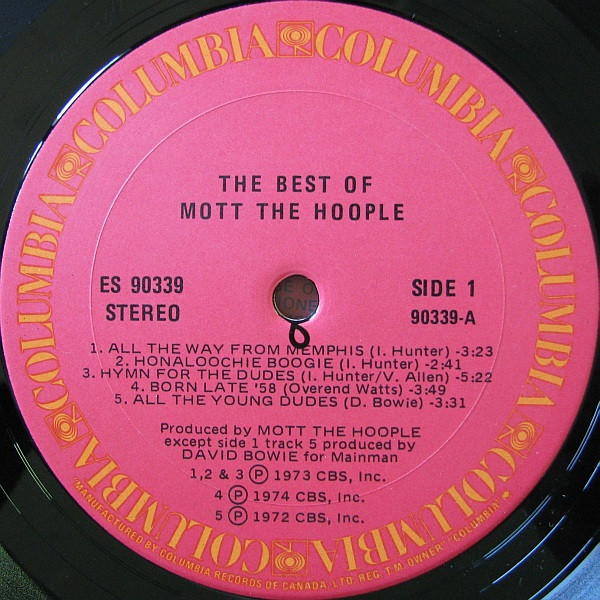 COLUMBIA COLUMBIA COLUMBIA COLUMBIA COLUMBIA COLUMBIA COLUMBIA
THE BEST OF
MOTT THE HOOPLE
ES 90339
STEREO
SIDE 1
90339-A
1. ALL THE WAY FROM MEMPHIS (I. Hunter) -3:23
2. HONALOOCHIE BOOGIE (I. Hunter) -2:41
3. HYMN FOR THE DUDES (I. Hunter/V. Allen) -5:22
4. BORN LATE '58 (Overend Watts) -3:49
5. ALL THE YOUNG DUDES (D. Bowie) -3:31
Produced by MOTT THE HOOPLE
except side 1 track 5 produced by
DAVID BOWIE for Mainman
1,2 & 3 Ⓟ 1973 CBS, Inc.
4 Ⓟ 1974 CBS, Inc.
5 Ⓟ 1972 CBS, Inc.
"MANUFACTURED BY COLUMBIA RECORDS OF CANADA, LTD. REG. T.M. OWNER" "COLUMBIA"